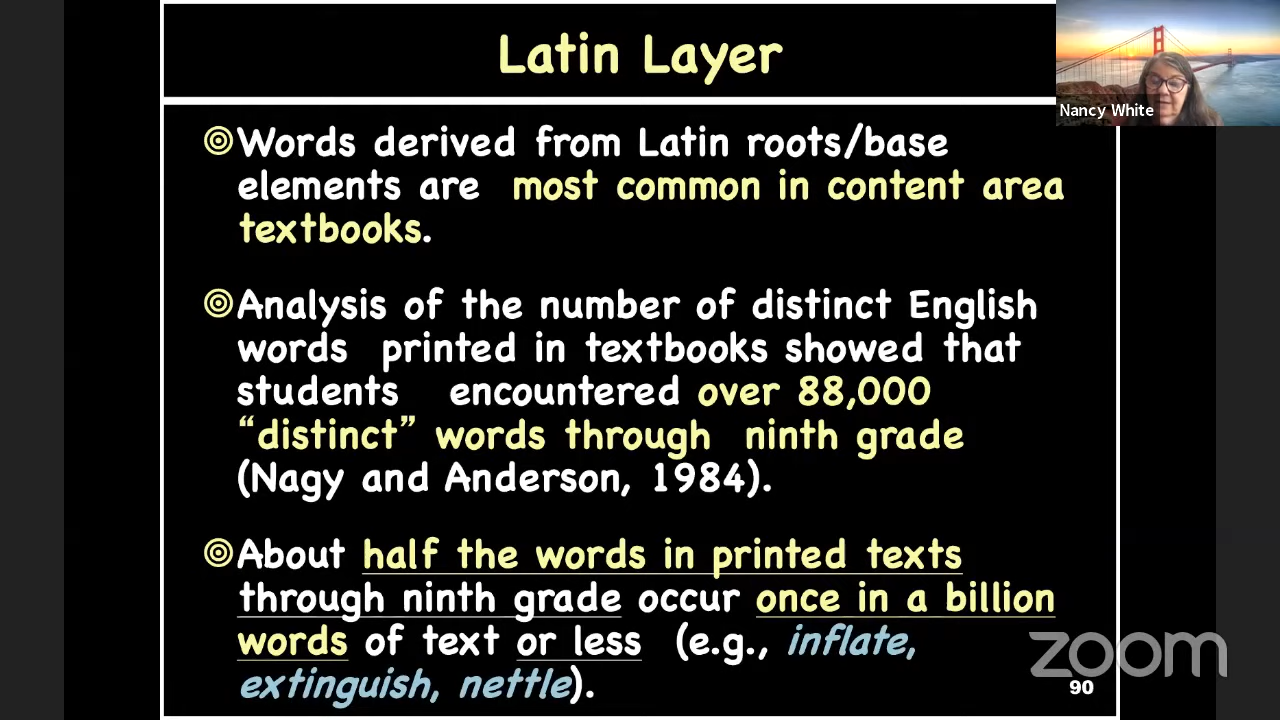 Latin Layer
Nancy White
Words derived from Latin roots/base
elements are most common in content area
textbooks.
Analysis of the number of distinct English
words printed in textbooks showed that
students encountered over 88,000
“distinct” words through ninth grade
(Nagy and Anderson, 1984).
About half the words in printed texts
through ninth grade occur once in a billion
words of text or less (e.g., inflate,
extinguish, nettle).
zoom
90